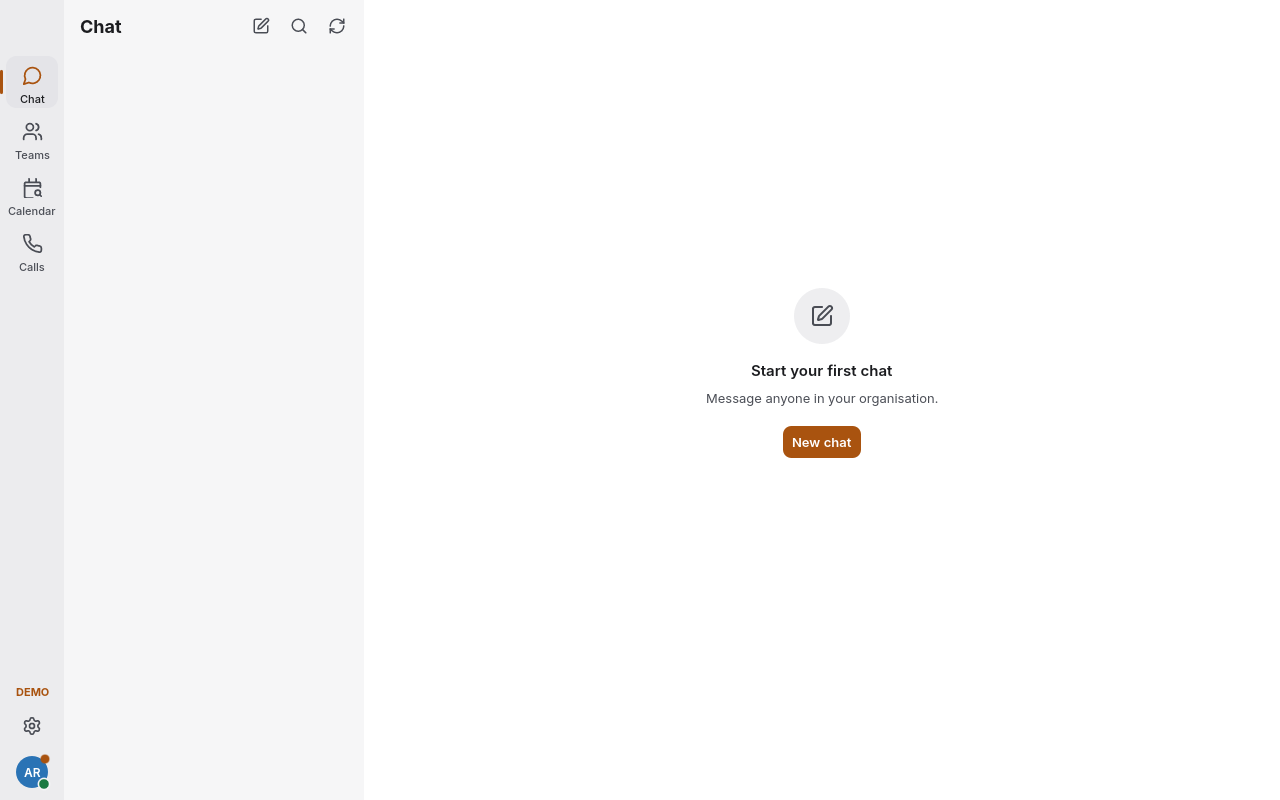 Chat
Chat
Teams
Calendar
Calls
Start your first chat
Message anyone in your organisation.
New chat
DEMO
AR